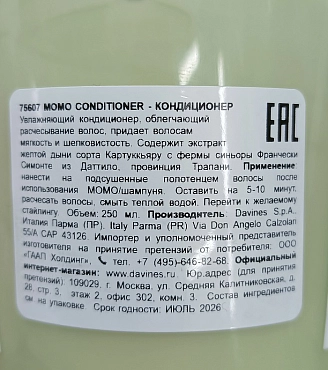 75607 MOMO CONDITIONER - КОНДИЦИОНЕР
Увлажняющий кондиционер, облегчающий
расчесывание волос, придает волосам
мягкость и шелковистость. Содержит экстракт
желтой дыни сорта Картуккьяру с фермы синьоры Франчески
Симонте из Даттило, провинция Трапани. Применение:
нанести на подсушенные полотенцем волосы после
использования МОМО/шампуня. Оставить на 5-10 мин,
расчесать волосы, смыть теплой водой. Перейти к желаемому
стайлингу. Объем: 250 мл. Производитель: Davines S.p.A.,
Италия Парма (ПР). Italy Parma (PR) Via Don Angelo Calzolari
55/A CAP 43126. Импортер и уполномоченный представитель
изготовителя на принятие претензий от потребителя: ООО
«ГААП Холдинг», тел. +7 (495)-646-82-68. Официальный
интернет-магазин: www.davines.ru. Юр.адрес (для принятия
претензий): 109029, г. Москва, ул. Средняя Калитниковская, д.
28, стр. 3, этаж 2, офис 302, комн. 3. Состав ингредиентов
см на упаковке. Срок годности: ИЮЛЬ 2026
EAC